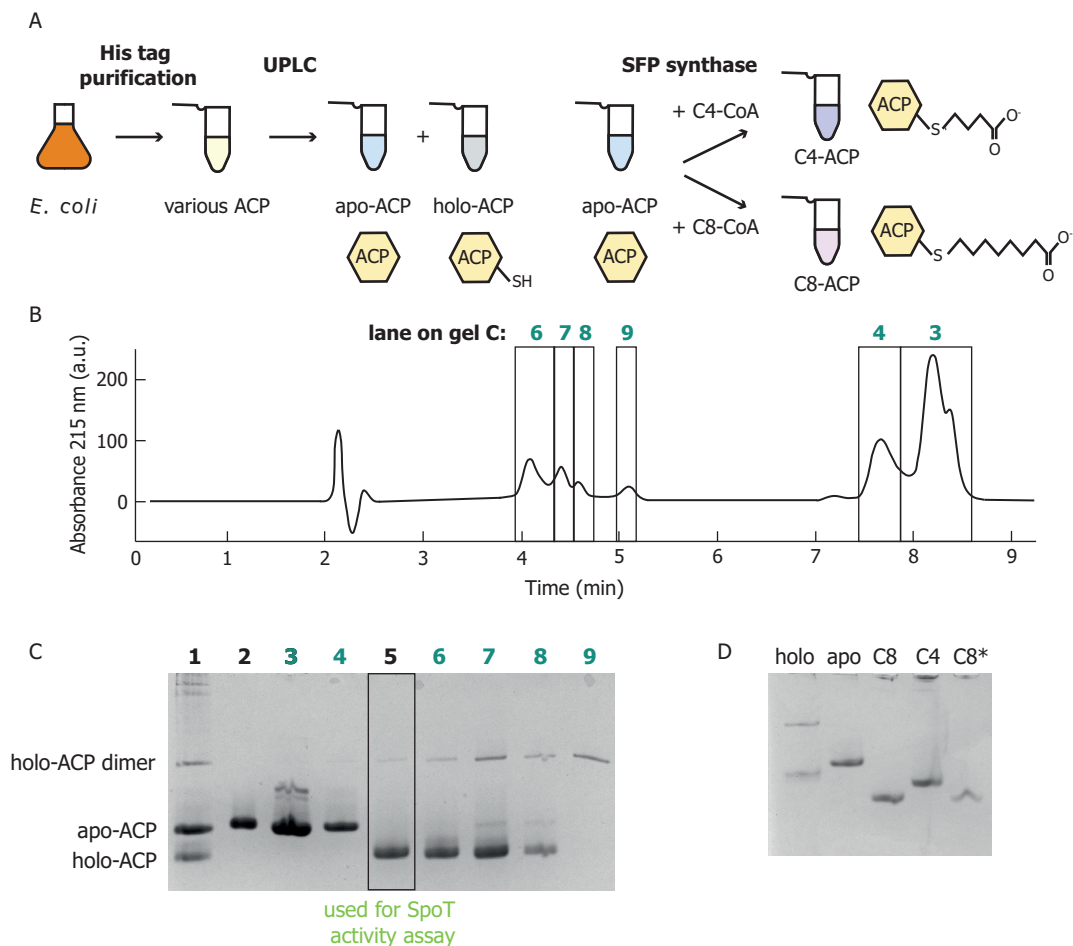 A
His tag
purification
UPLC
SFP synthase
+ C4-CoA
+ C8-CoA
+
E. coli
various ACP
apo-ACP
holo-ACP
apo-ACP
C4-ACP
C8-ACP
ACP
ACP
SH
ACP
ACP
S
O-
O
ACP
S
O-
O
B
lane on gel C: 6 7 8 9 4 3
Absorbance 215 nm (a.u.)
200
100
0
0 1 2 3 4 5 6 7 8 9
Time (min)
C
1 2 3 4 5 6 7 8 9
holo-ACP dimer
apo-ACP
holo-ACP
used for SpoT
activity assay
D
holo apo C8 C4 C8*